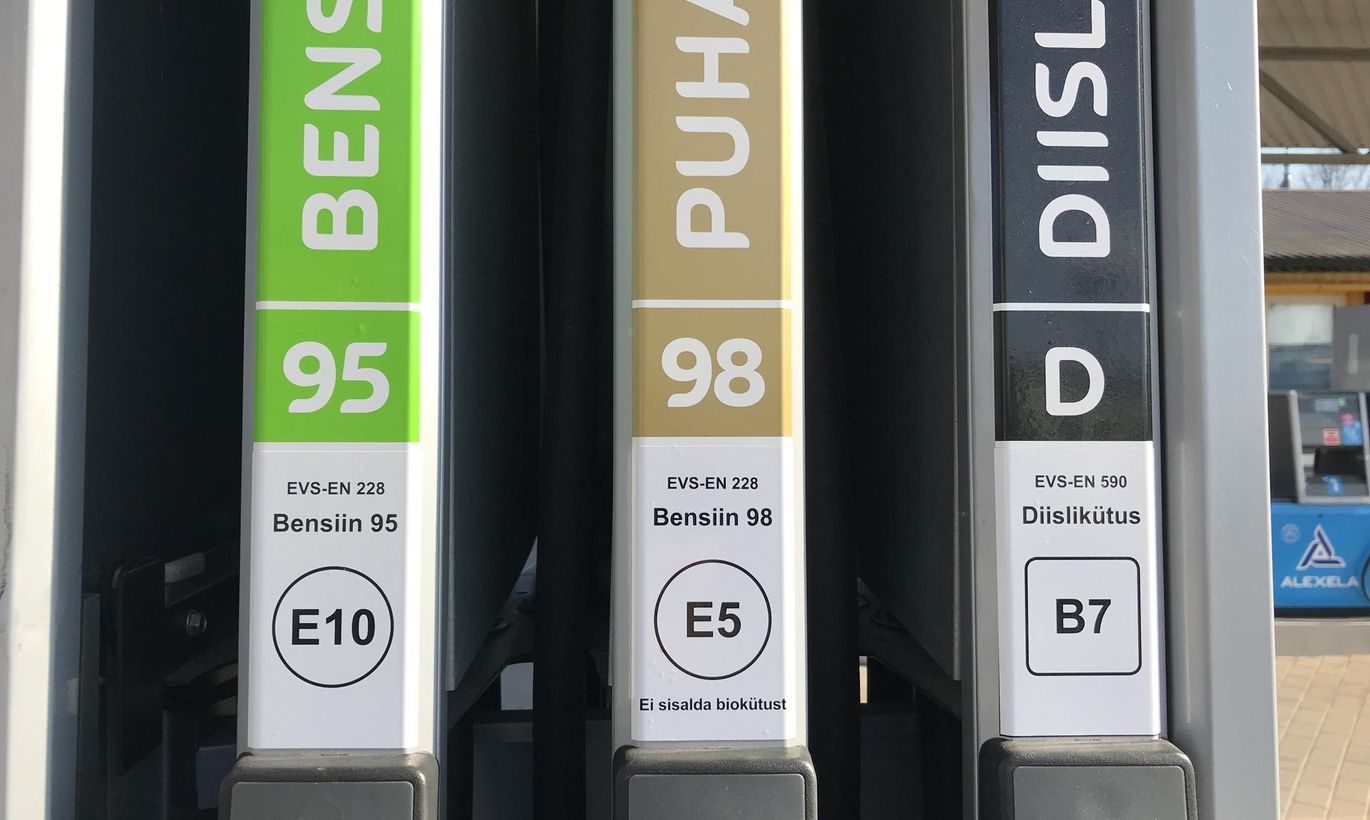 BENS
95
EVS-EN 228
Bensiin 95
E10
PUHA
98
EVS-EN 228
Bensiin 98
E5
Ei sisalda biokütust
DIISL
D
EVS-EN 590
Diislikütus
B7
ALEXELA